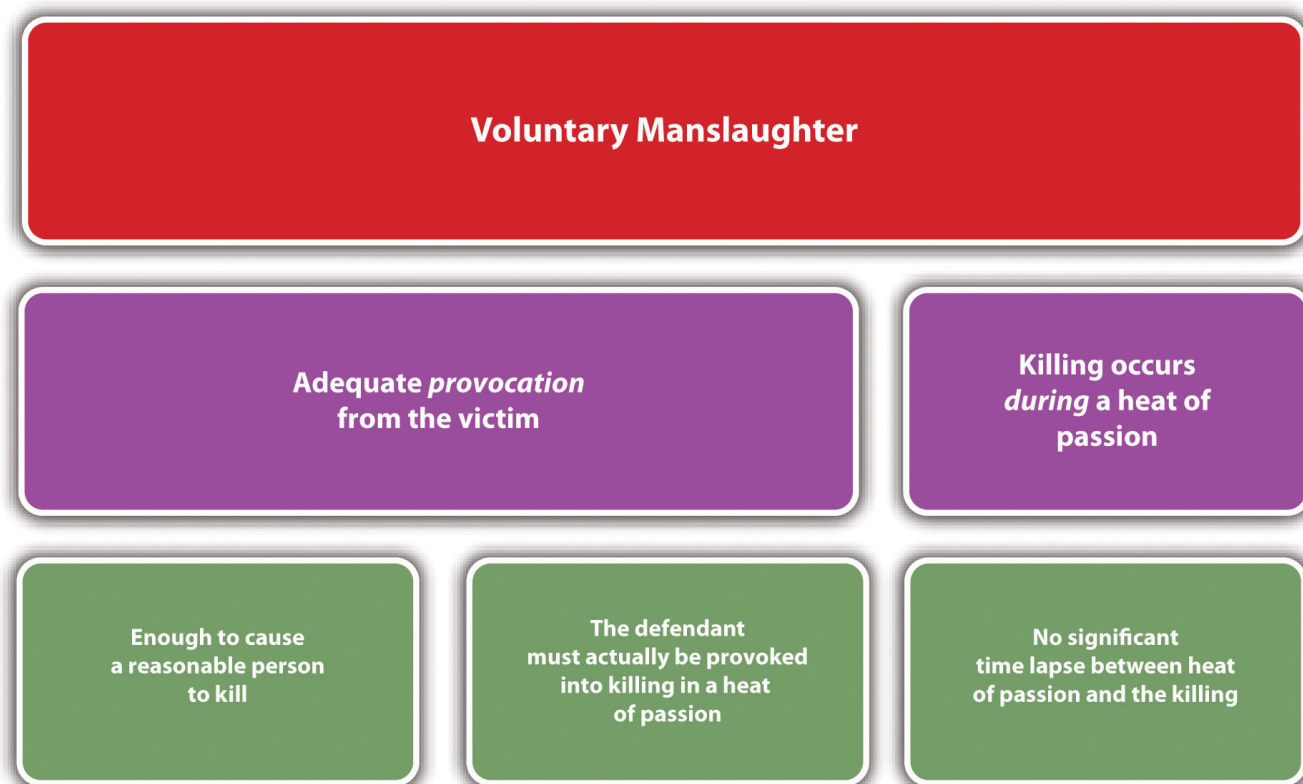 Voluntary Manslaughter
Adequate provocation
from the victim
Killing occurs
during a heat of
passion
Enough to cause
a reasonable person
to kill
The defendant
must actually be provoked
into killing in a heat
of passion
No significant
time lapse between heat
of passion and the killing